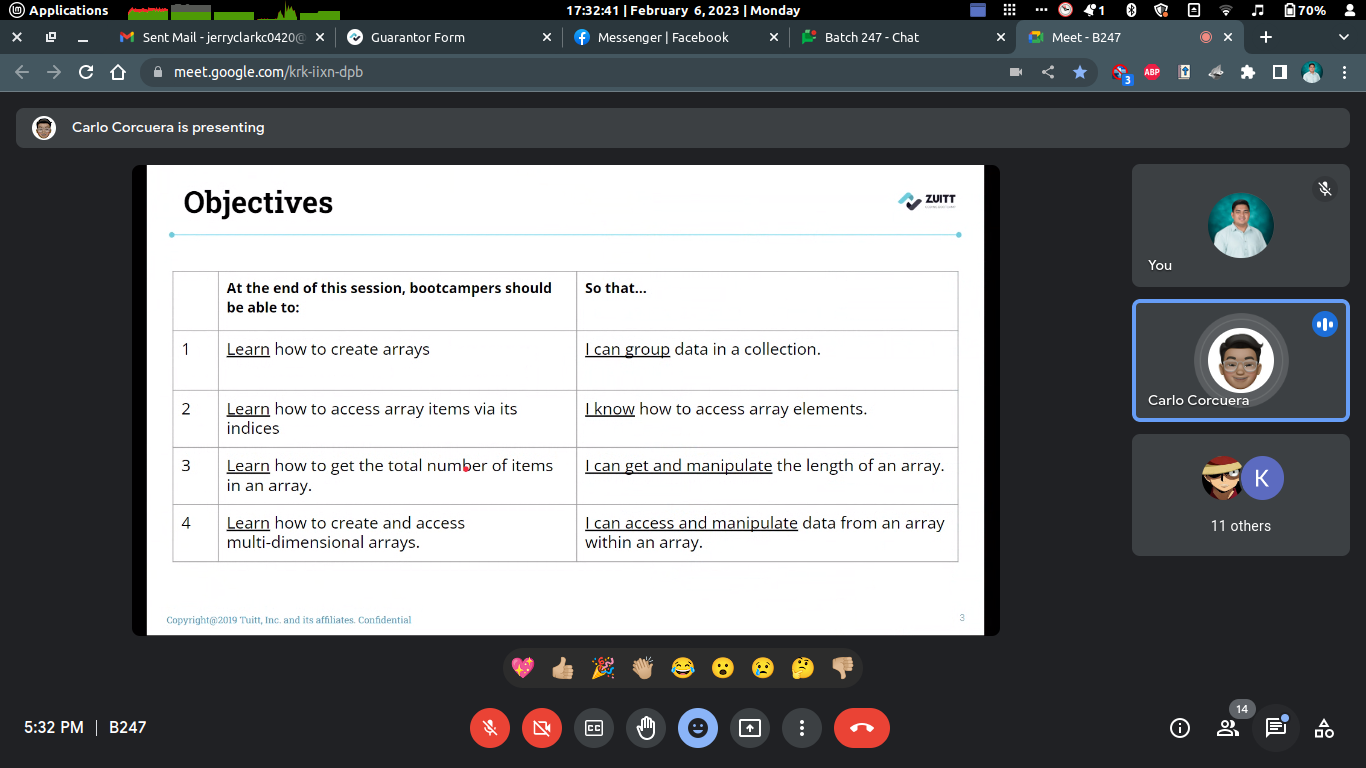 Applications
17:32:41 | February 6, 2023 | Monday
1
70%
Sent Mail - jerryclarkc0420@
Guarantor Form
Messenger | Facebook
Batch 247 - Chat
Meet - B247
meet.google.com/krk-iixn-dpb
3
ABP
Carlo Corcuera is presenting
Objectives
ZUITT
At the end of this session, bootcampers should
be able to:
So that...
1
Learn how to create arrays
I can group data in a collection.
2
Learn how to access array items via its
indices
I know how to access array elements.
3
Learn how to get the total number of items
in an array.
I can get and manipulate the length of an array.
4
Learn how to create and access
multi-dimensional arrays.
I can access and manipulate data from an array
within an array.
Copyright@2019 Tuitt, Inc. and its affiliates. Confidential
3
You
Carlo Corcuera
K
11 others
5:32 PM | B247
CC
14